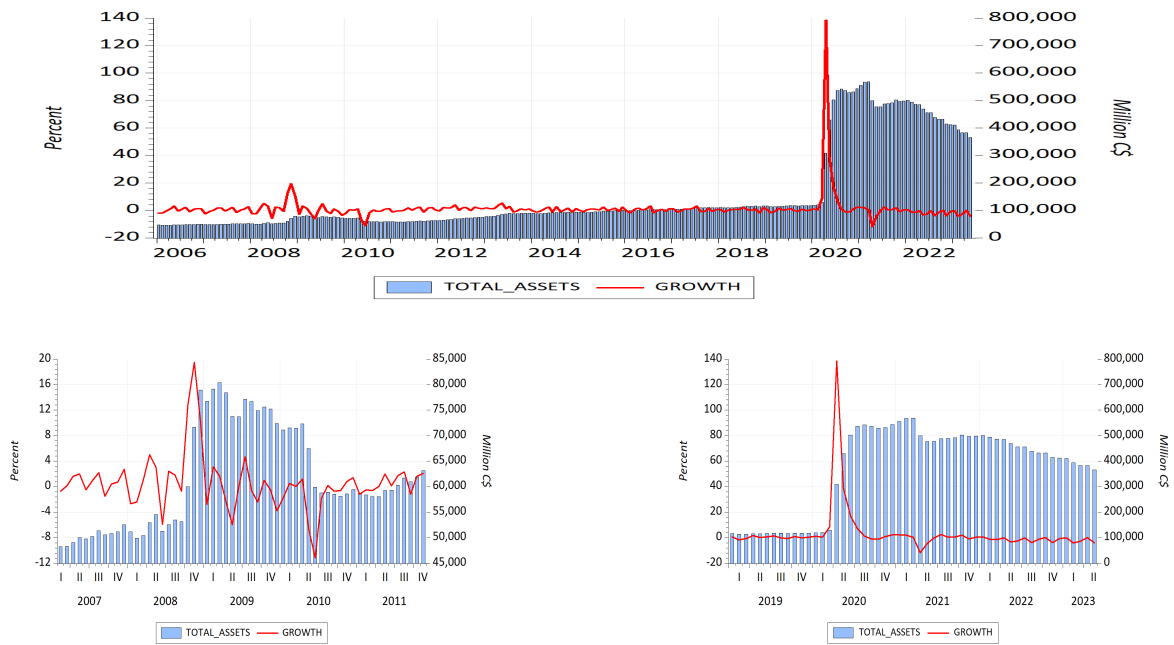 140 800,000
120 700,000
100 600,000
80 500,000
60 400,000
40 300,000
20 200,000
0 100,000
-20 0
Percent
Million C$
2006 2008 2010 2012 2014 2016 2018 2020 2022
TOTAL_ASSETS GROWTH
20 85,000
16 80,000
12 75,000
8 70,000
4 65,000
0 60,000
-4 55,000
-8 50,000
-12 45,000
Percent
Million C$
I II III IV I II III IV I II III IV I II III IV I II III IV
2007 2008 2009 2010 2011
TOTAL_ASSETS GROWTH
140 800,000
120 700,000
100 600,000
80 500,000
60 400,000
40 300,000
20 200,000
0 100,000
-20 0
Percent
Million C$
I II III IV I II III IV I II III IV I II III IV I II
2019 2020 2021 2022 2023
TOTAL_ASSETS GROWTH